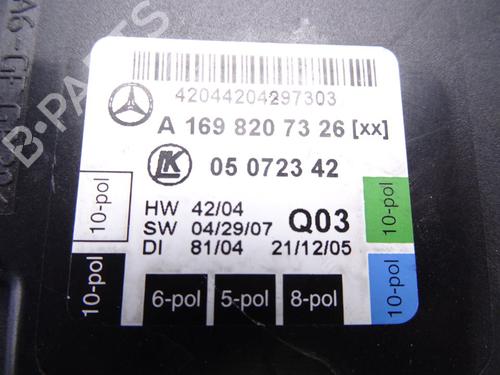 42044204297303
A 169 820 73 26 [xx]
LK
05 0723 42
HW 42/04
SW 04/29/07
Q03
DI 81/04 21/12/05
10-pol
10-pol
10-pol
10-pol
6-pol
5-pol
8-pol
B-Parts